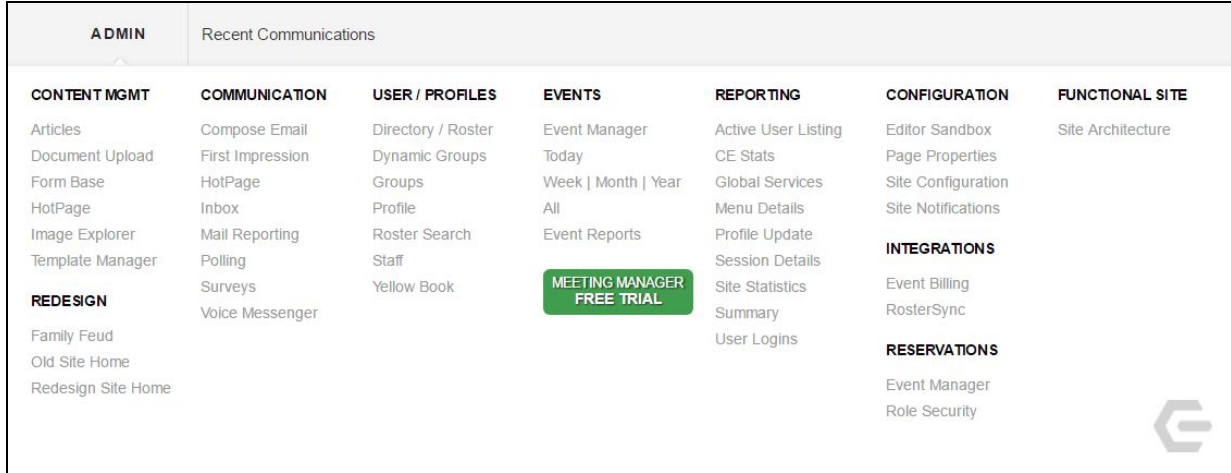 ADMIN
Recent Communications
CONTENT MGMT
Articles
Document Upload
Form Base
HotPage
Image Explorer
Template Manager
REDESIGN
Family Feud
Old Site Home
Redesign Site Home
COMMUNICATION
Compose Email
First Impression
HotPage
Inbox
Mail Reporting
Polling
Surveys
Voice Messenger
USER / PROFILES
Directory / Roster
Dynamic Groups
Groups
Profile
Roster Search
Staff
Yellow Book
EVENTS
Event Manager
Today
Week | Month | Year
All
Event Reports
MEETING MANAGER
FREE TRIAL
REPORTING
Active User Listing
CE Stats
Global Services
Menu Details
Profile Update
Session Details
Site Statistics
Summary
User Logins
CONFIGURATION
Editor Sandbox
Page Properties
Site Configuration
Site Notifications
INTEGRATIONS
Event Billing
RosterSync
RESERVATIONS
Event Manager
Role Security
FUNCTIONAL SITE
Site Architecture